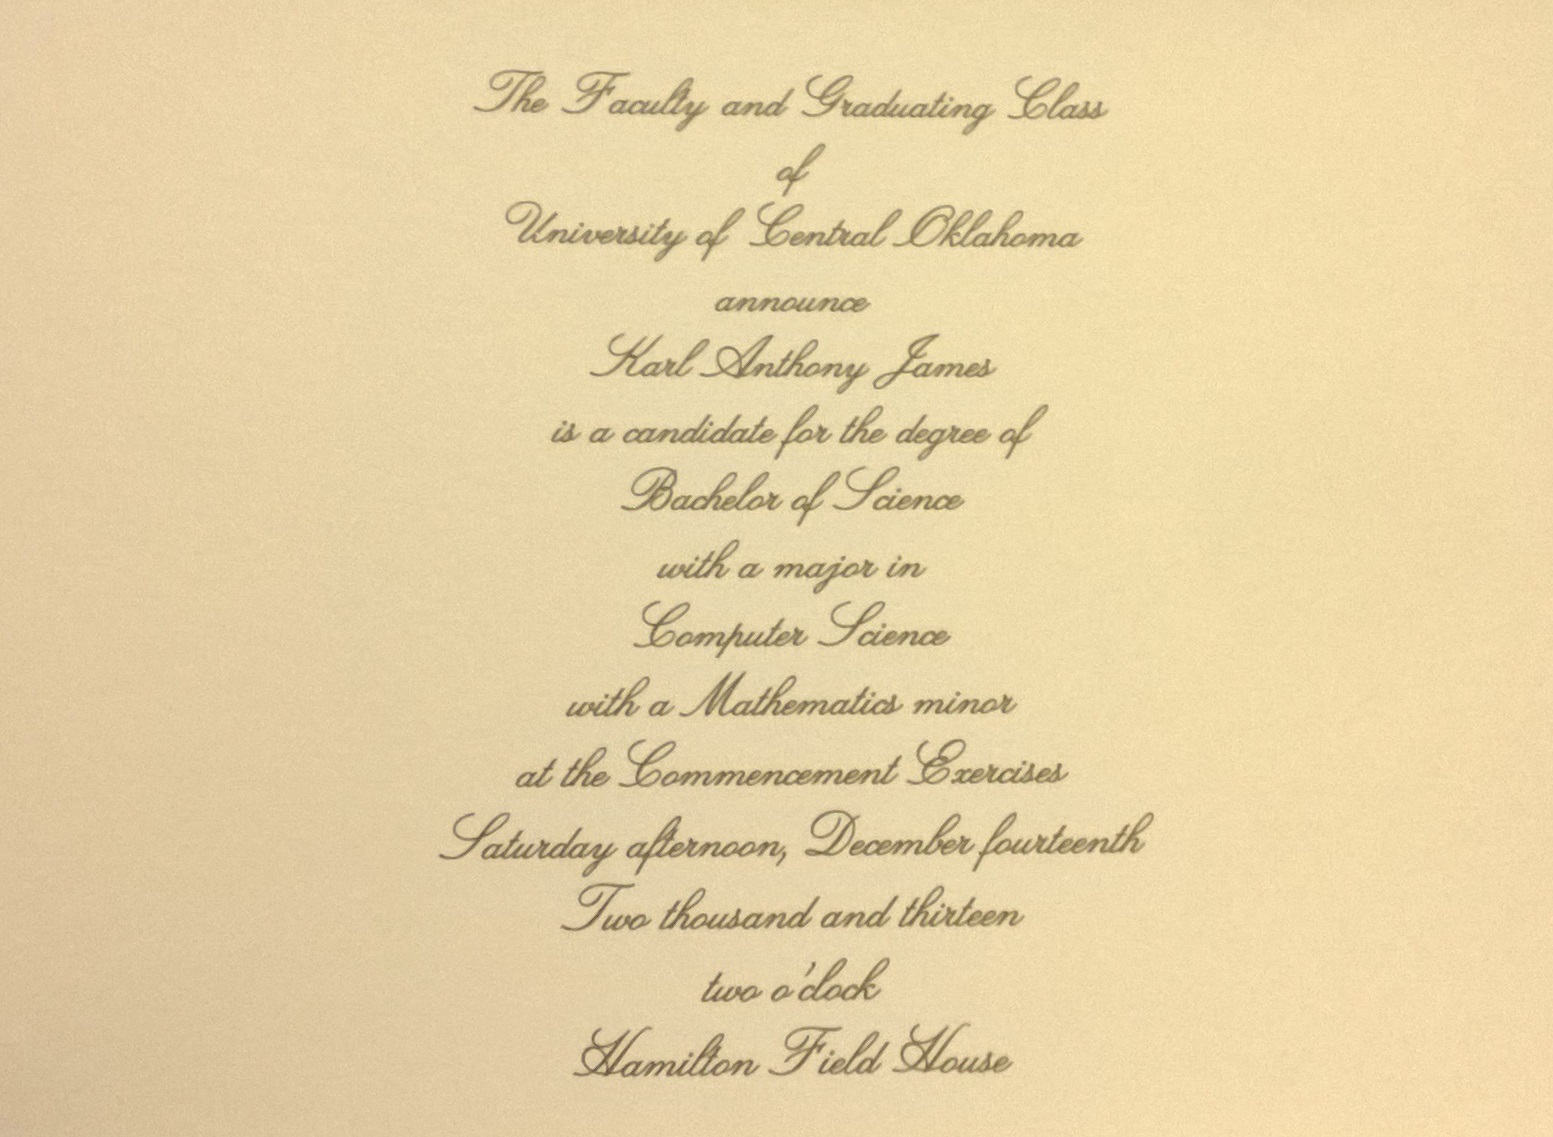 The Faculty and Graduating Class
of
University of Central Oklahoma
announce
Karl Anthony James
is a candidate for the degree of
Bachelor of Science
with a major in
Computer Science
with a Mathematics minor
at the Commencement Exercises
Saturday afternoon, December fourteenth
Two thousand and thirteen
two o'clock
Hamilton Field House